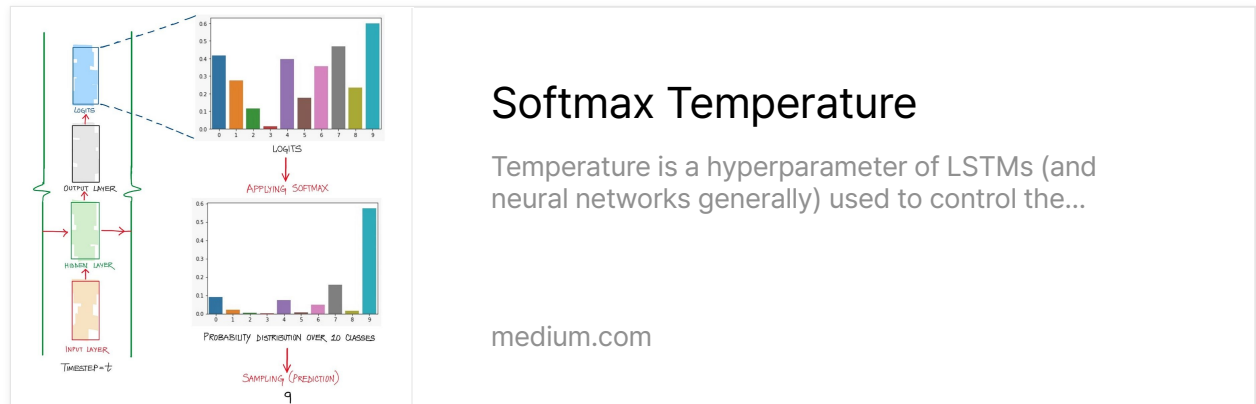 0.6
0.5
0.4
0.3
0.2
0.1
0.0
0 1 2 3 4 5 6 7 8 9
LOGITS
LOGITS
APPLYING SOFTMAX
OUTPUT LAYER
0.6
0.5
0.4
0.3
0.2
0.1
0.0
0 1 2 3 4 5 6 7 8 9
HIDDEN LAYER
PROBABILITY DISTRIBUTION OVER 10 CLASSES
INPUT LAYER
TIMESTEP=t
SAMPLING (PREDICTION)
9
Softmax Temperature
Temperature is a hyperparameter of LSTMs (and
neural networks generally) used to control the...
medium.com